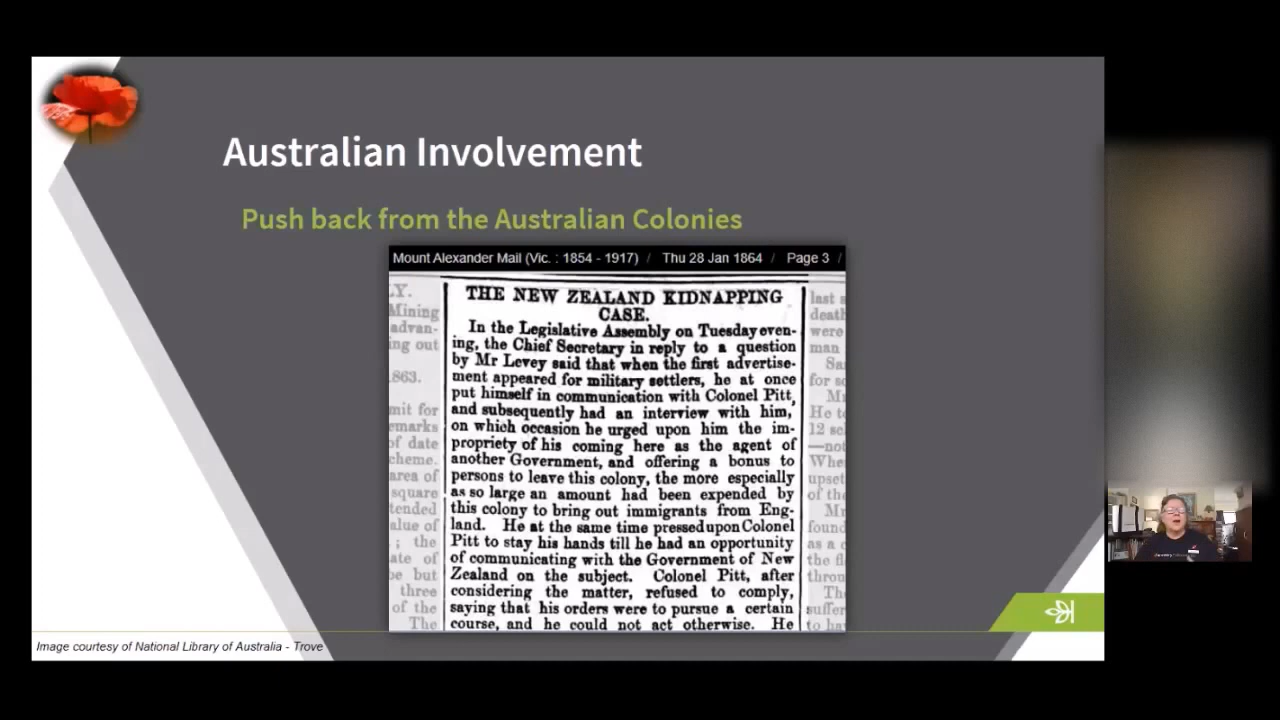 Australian Involvement
Push back from the Australian Colonies
Mount Alexander Mail (Vic. : 1854 - 1917) / Thu 28 Jan 1864 / Page 3 /
THE NEW ZEALAND KIDNAPPING
CASE.
In the Legislative Assembly on Tuesday even-
ing, the Chief Secretary in reply to a question
by Mr Levey said that when the first advertise-
ment appeared for military settlers, he at once
put himself in communication with Colonel Pitt,
and subsequently had an interview with him,
on which occasion he urged upon him the im-
propriety of his coming here as the agent of
another Government, and offering a bonus to
persons to leave this colony, the more especially
as so large an amount had been expended by
this colony to bring out immigrants from Eng-
land. He at the same time pressed upon Colonel
Pitt to stay his hands till he had an opportunity
of communicating with the Government of New
Zealand on the subject. Colonel Pitt, after
considering the matter, refused to comply,
saying that his orders were to pursue a certain
course, and he could not act otherwise. He
Image courtesy of National Library of Australia - Trove